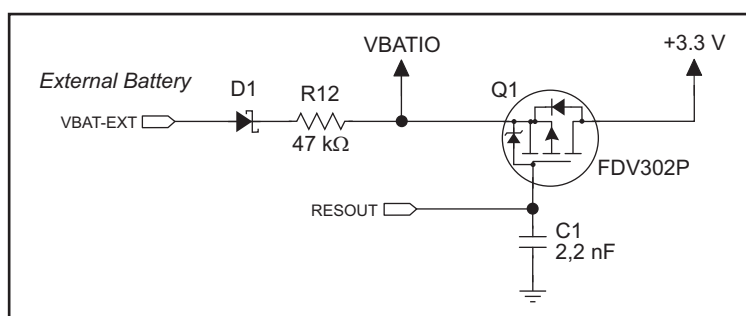 VBATIO
+3.3 V
External Battery
D1
R12
Q1
VBAT-EXT
47 kΩ
FDV302P
RESOUT
C1
2,2 nF